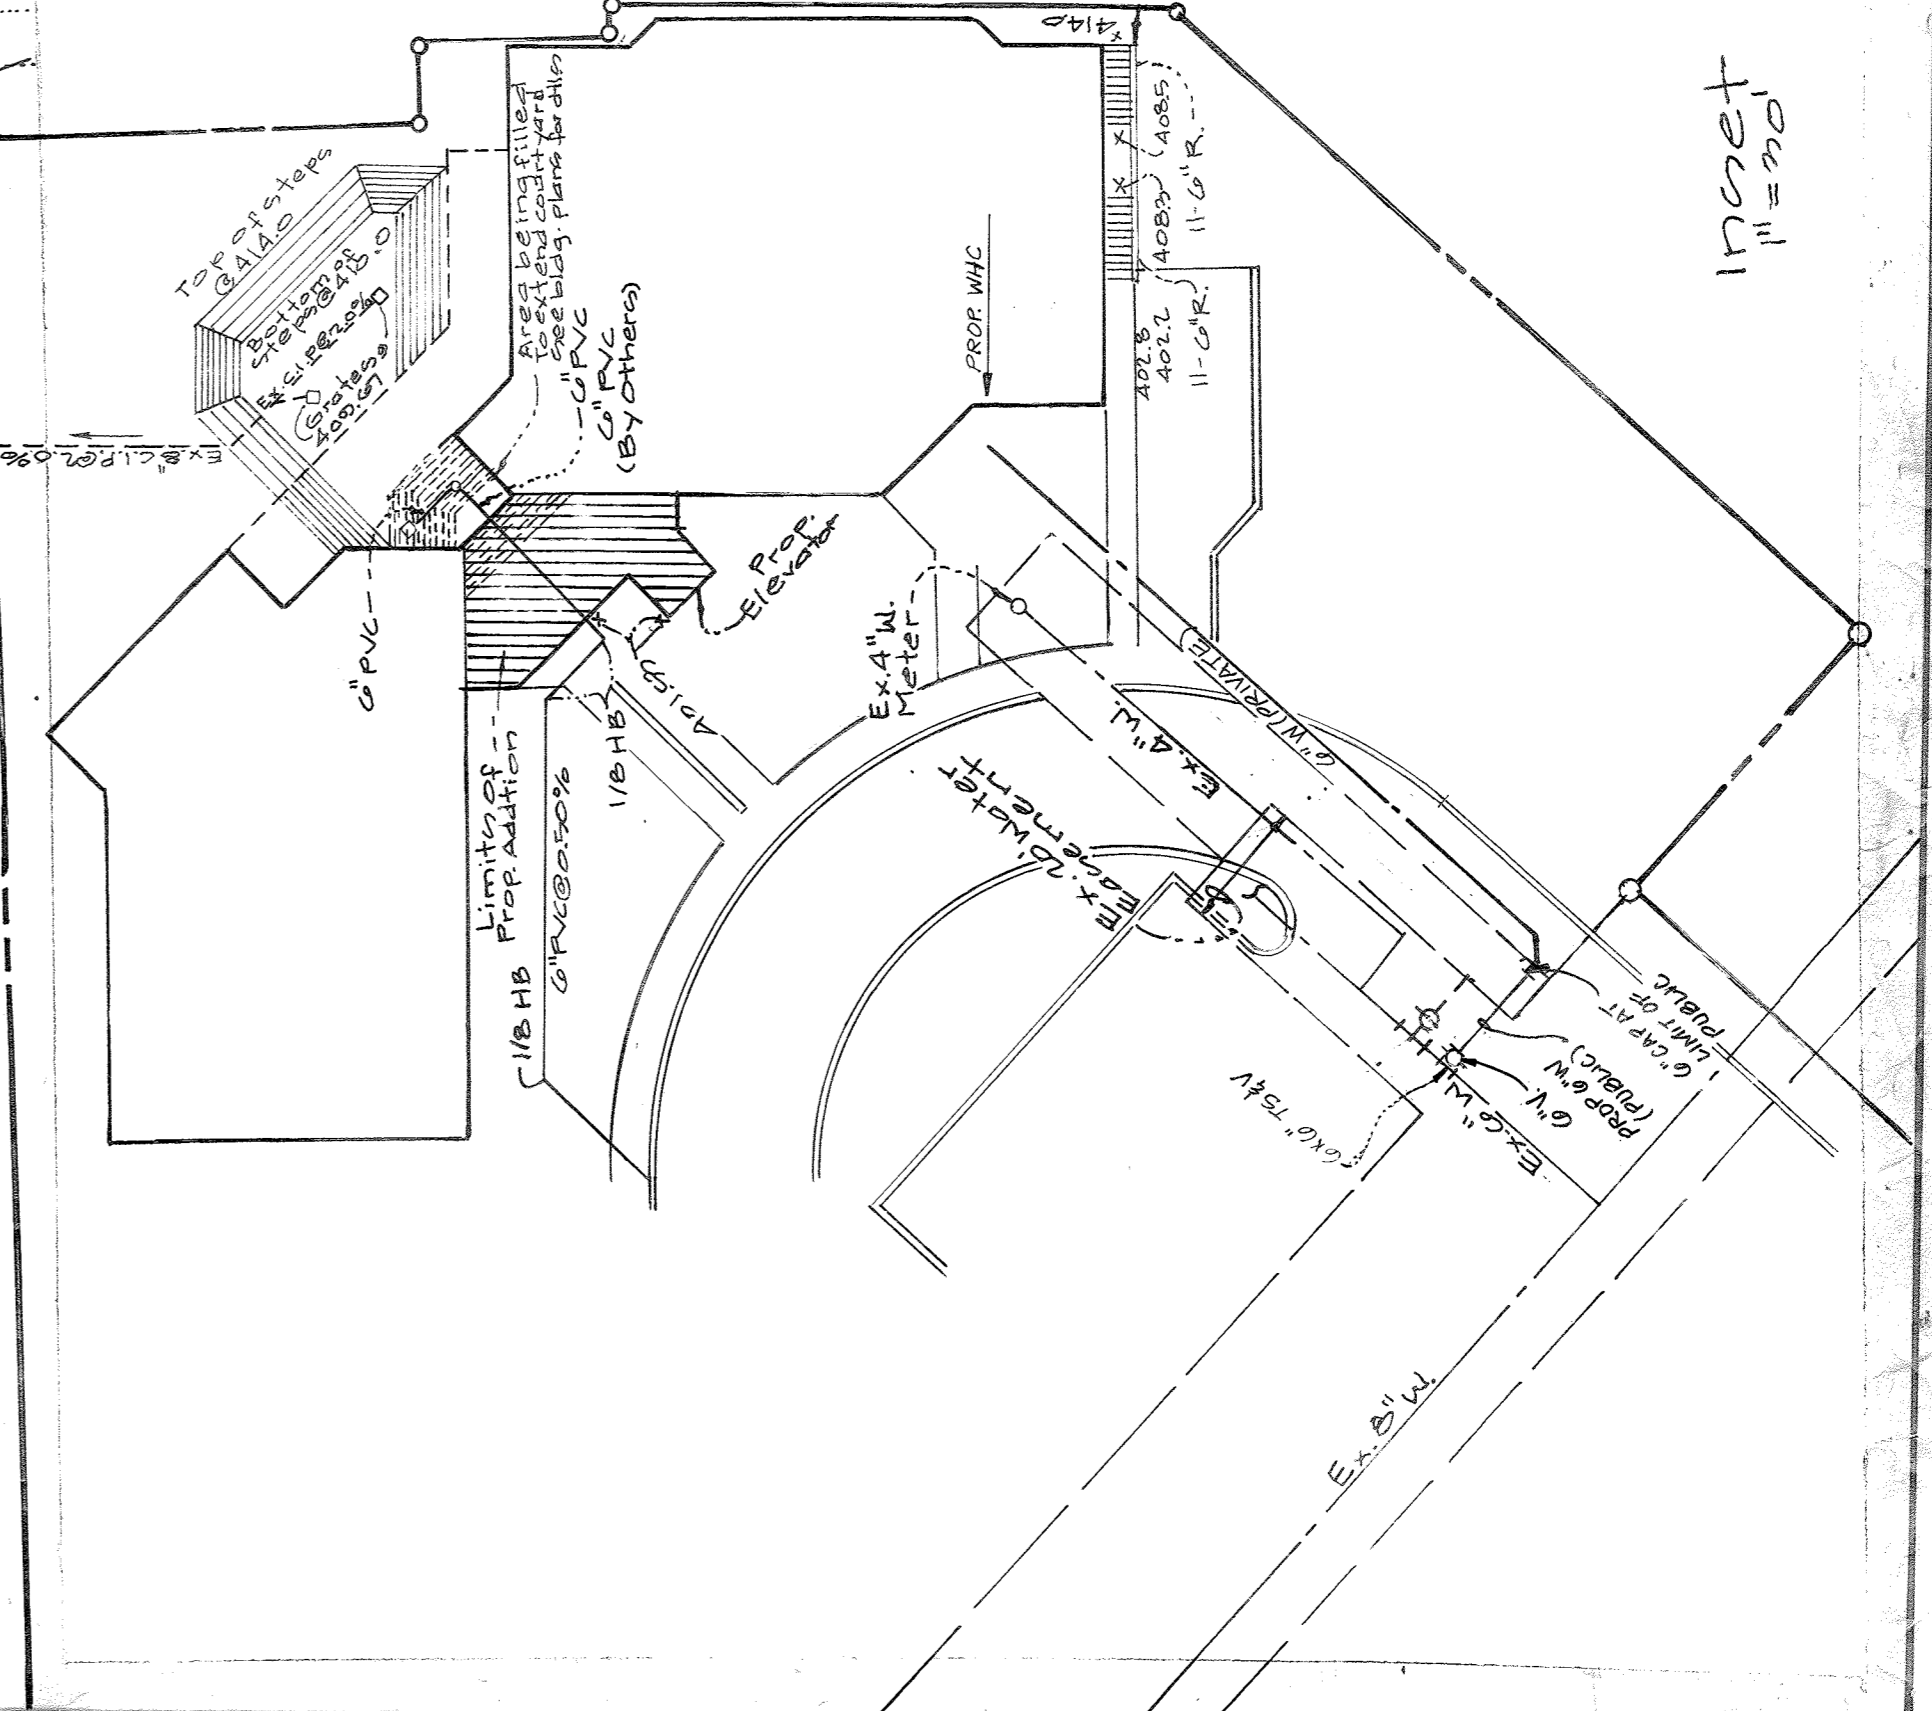 Top of steps
@ 414.0
Bottom of
steps @ 410.0
Ex. C.I.P. @ 2.0%
Grates @
409.67
Ex. 8" C.I.P. @ 2.0%
Area being filled
To extend courtyard
see bldg. plans for dtls
6" PVC
6" PVC
(By Others)
6" PVC
414.0
408.5
11-6" R.
408.3
11-6" R.
402.8
402.2
PROP. WHC
Inset
1" = 30'
Prop.
Elevator
Ex. 4" W.
Meter
Limits of
Prop. Addition
1/8 HB
1/8 HB
6" PVC @ 0.50%
Ex. 20' Water
Easement
Ex. 4" W.
6" W (PRIVATE)
6" CAP AT
LIMIT OF
PUBLIC
PROP 6" W
(PUBLIC)
6" V.
Ex. 6" W.
6x6" TS&V
Ex. 8" W.